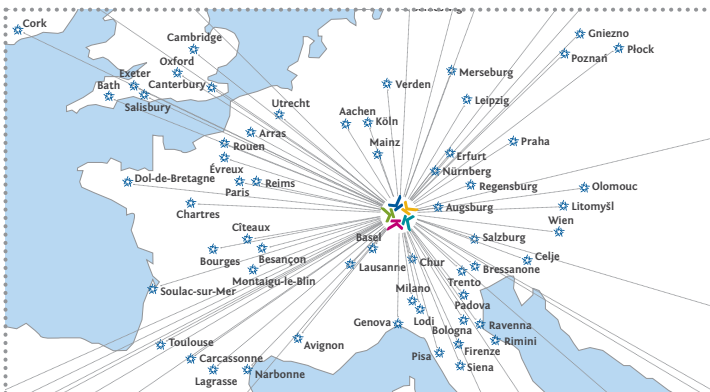 Cork
Cambridge
Gniezno
Płock
Poznań
Oxford
Exeter
Merseburg
Bath
Canterbury
Verden
Salisbury
Leipzig
Utrecht
Aachen
Köln
Arras
Rouen
Mainz
Praha
Erfurt
Évreux
Nürnberg
Dol-de-Bretagne
Paris
Reims
Regensburg
Olomouc
Chartres
Augsburg
Litomyšl
Wien
Cîteaux
Basel
Salzburg
Bourges
Besançon
Lausanne
Chur
Celje
Bressanone
Montaigu-le-Blin
Trento
Soulac-sur-Mer
Milano
Padova
Genova
Lodi
Bologna
Ravenna
Toulouse
Avignon
Rimini
Carcassonne
Pisa
Firenze
Lagrasse
Narbonne
Siena